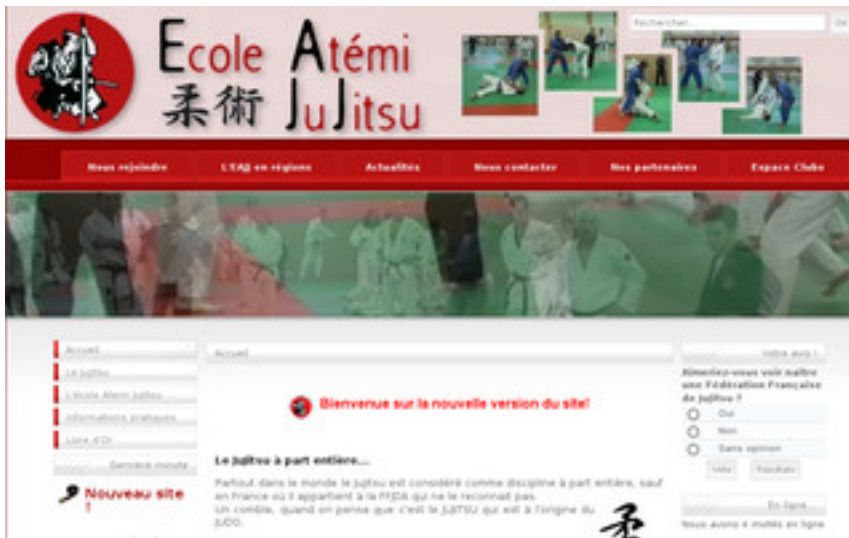 Rechercher...
OK
Ecole Atémi
柔術 JuJitsu
Nous rejoindre
L'EAJJ en régions
Actualités
Nous contacter
Nos partenaires
Espace Clubs
Accueil
Le Jujitsu
L'école Atemi Jujitsu
Informations pratiques
Livre d'Or
Dernière minute
Nouveau site
!
Accueil
Bienvenue sur la nouvelle version du site!
Le Jujitsu à part entière...
Partout dans le monde le Jujitsu est considéré comme discipline à part entière, sauf
en France où il appartient à la FFJDA qui ne le reconnait pas.
Un comble, quand on pense que c'est le JUJITSU qui est à l'origine du
JUDO.
柔
Votre avis !
Aimeriez-vous voir naître
une Fédération Française
de Jujitsu ?
Oui
Non
Sans opinion
Vote
Résultats
En ligne
Nous avons 4 invités en ligne